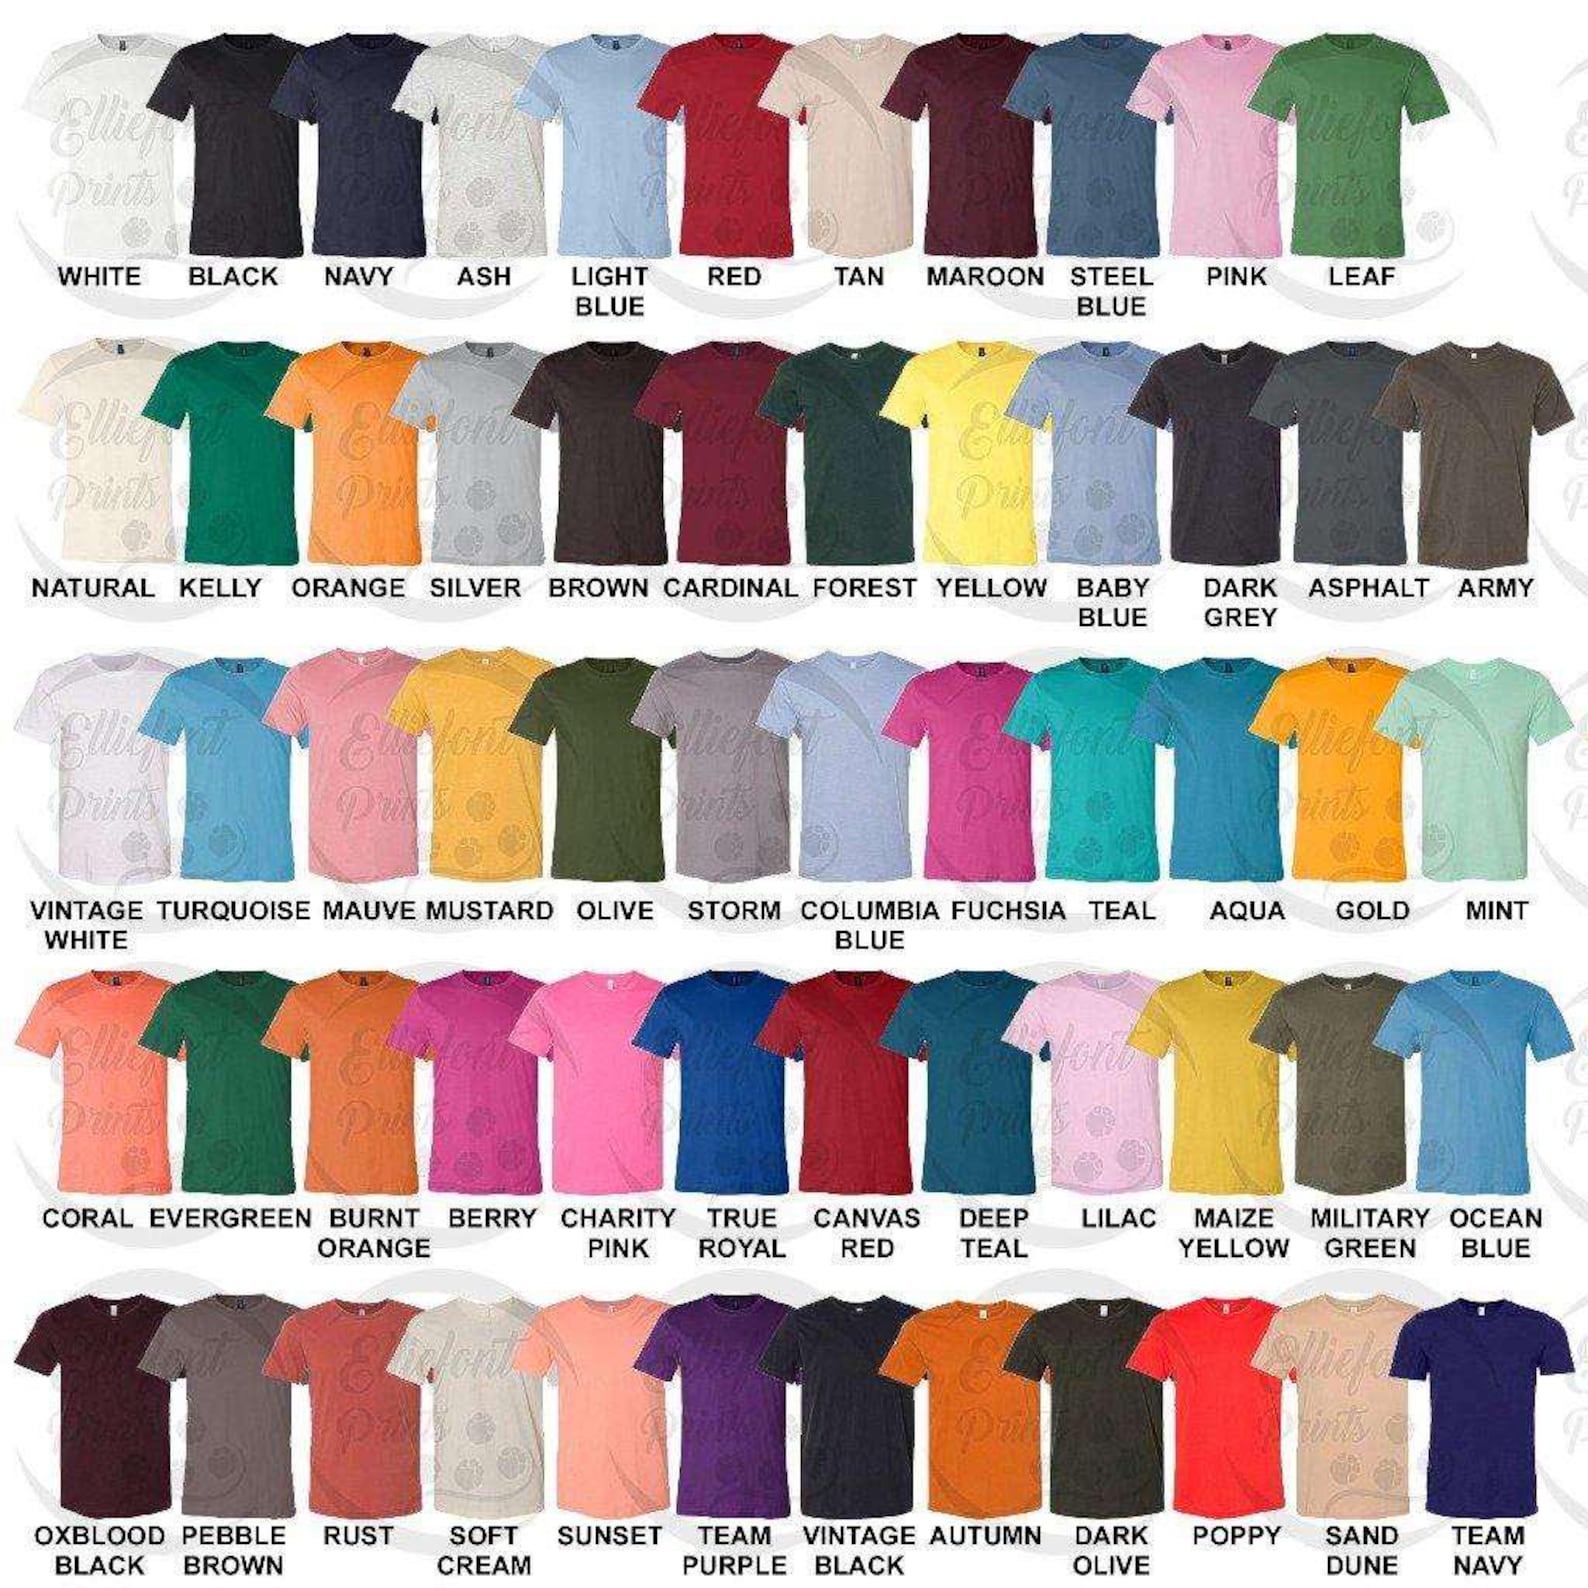 WHITE BLACK NAVY ASH LIGHT RED TAN MAROON STEEL PINK LEAF
BLUE BLUE
NATURAL KELLY ORANGE SILVER BROWN CARDINAL FOREST YELLOW BABY DARK ASPHALT ARMY
BLUE GREY
VINTAGE TURQUOISE MAUVE MUSTARD OLIVE STORM COLUMBIA FUCHSIA TEAL AQUA GOLD MINT
WHITE BLUE
CORAL EVERGREEN BURNT BERRY CHARITY TRUE CANVAS DEEP LILAC MAIZE MILITARY OCEAN
ORANGE PINK ROYAL RED TEAL YELLOW GREEN BLUE
OXBLOOD PEBBLE RUST SOFT SUNSET TEAM VINTAGE AUTUMN DARK POPPY SAND TEAM
BLACK BROWN CREAM PURPLE BLACK OLIVE DUNE NAVY
Elliefont
Prints